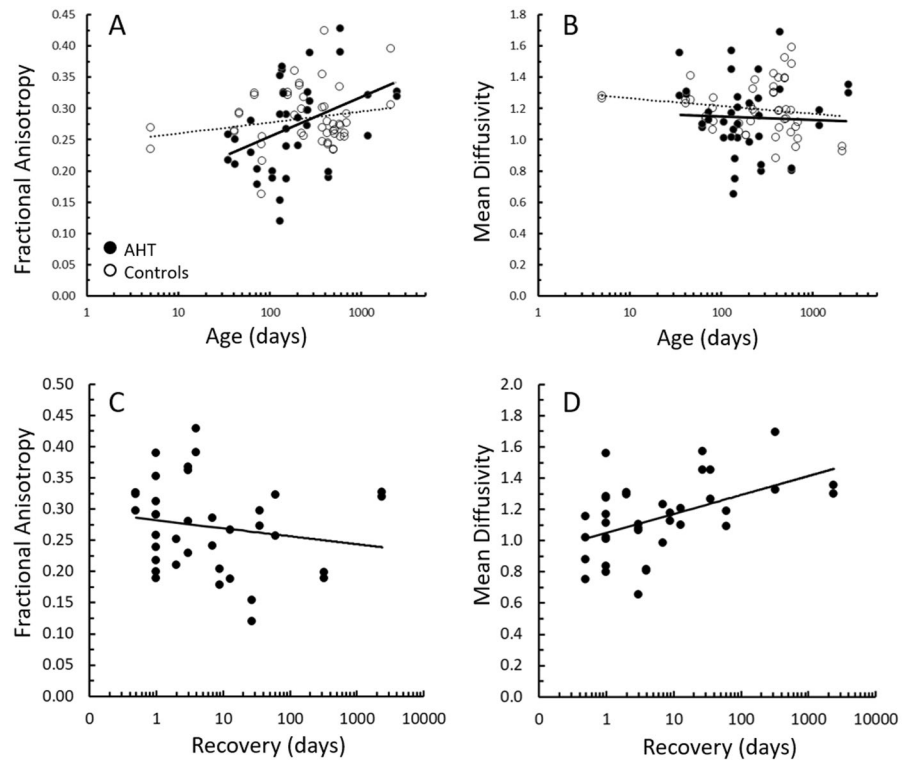 A
Fractional Anisotropy
0.45
0.40
0.35
0.30
0.25
0.20
0.15
0.10
0.05
0.00
AHT
Controls
1 10 100 1000
Age (days)
B
Mean Diffusivity
1.8
1.6
1.4
1.2
1.0
0.8
0.6
0.4
0.2
0.0
1 10 100 1000
Age (days)
C
Fractional Anisotropy
0.50
0.45
0.40
0.35
0.30
0.25
0.20
0.15
0.10
0.05
0.00
0 1 10 100 1000 10000
Recovery (days)
D
Mean Diffusivity
2.0
1.8
1.6
1.4
1.2
1.0
0.8
0.6
0.4
0.2
0.0
0 1 10 100 1000 10000
Recovery (days)